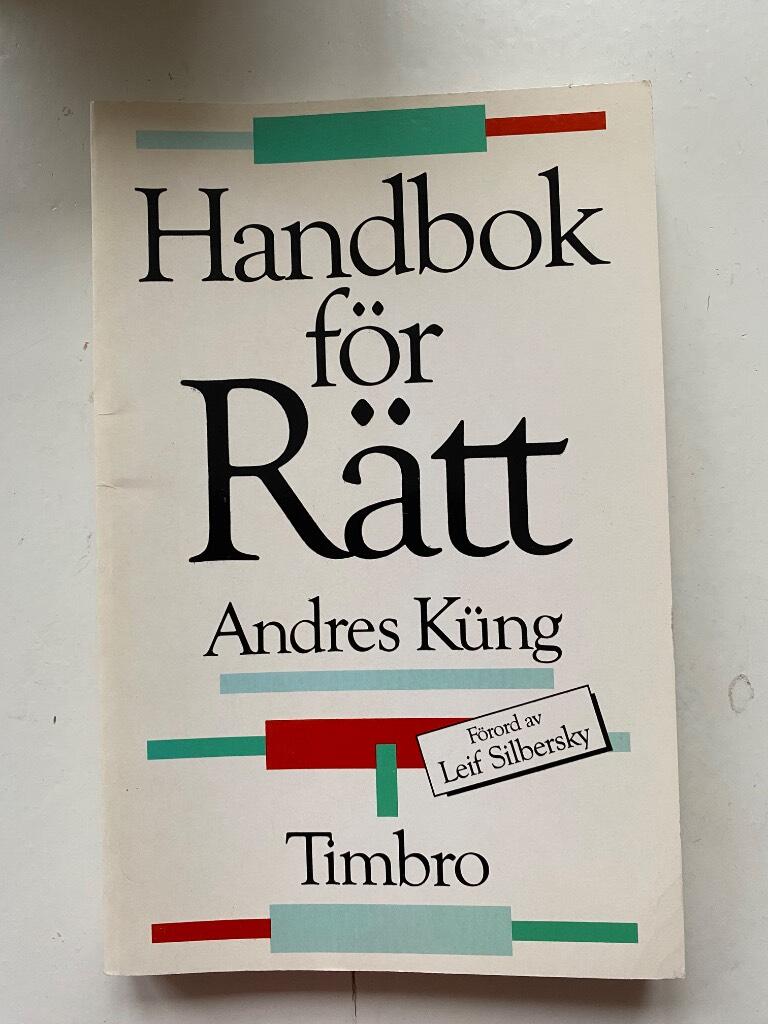 Handbok
för
Rätt
Andres Küng
Förord av
Leif Silbersky
Timbro